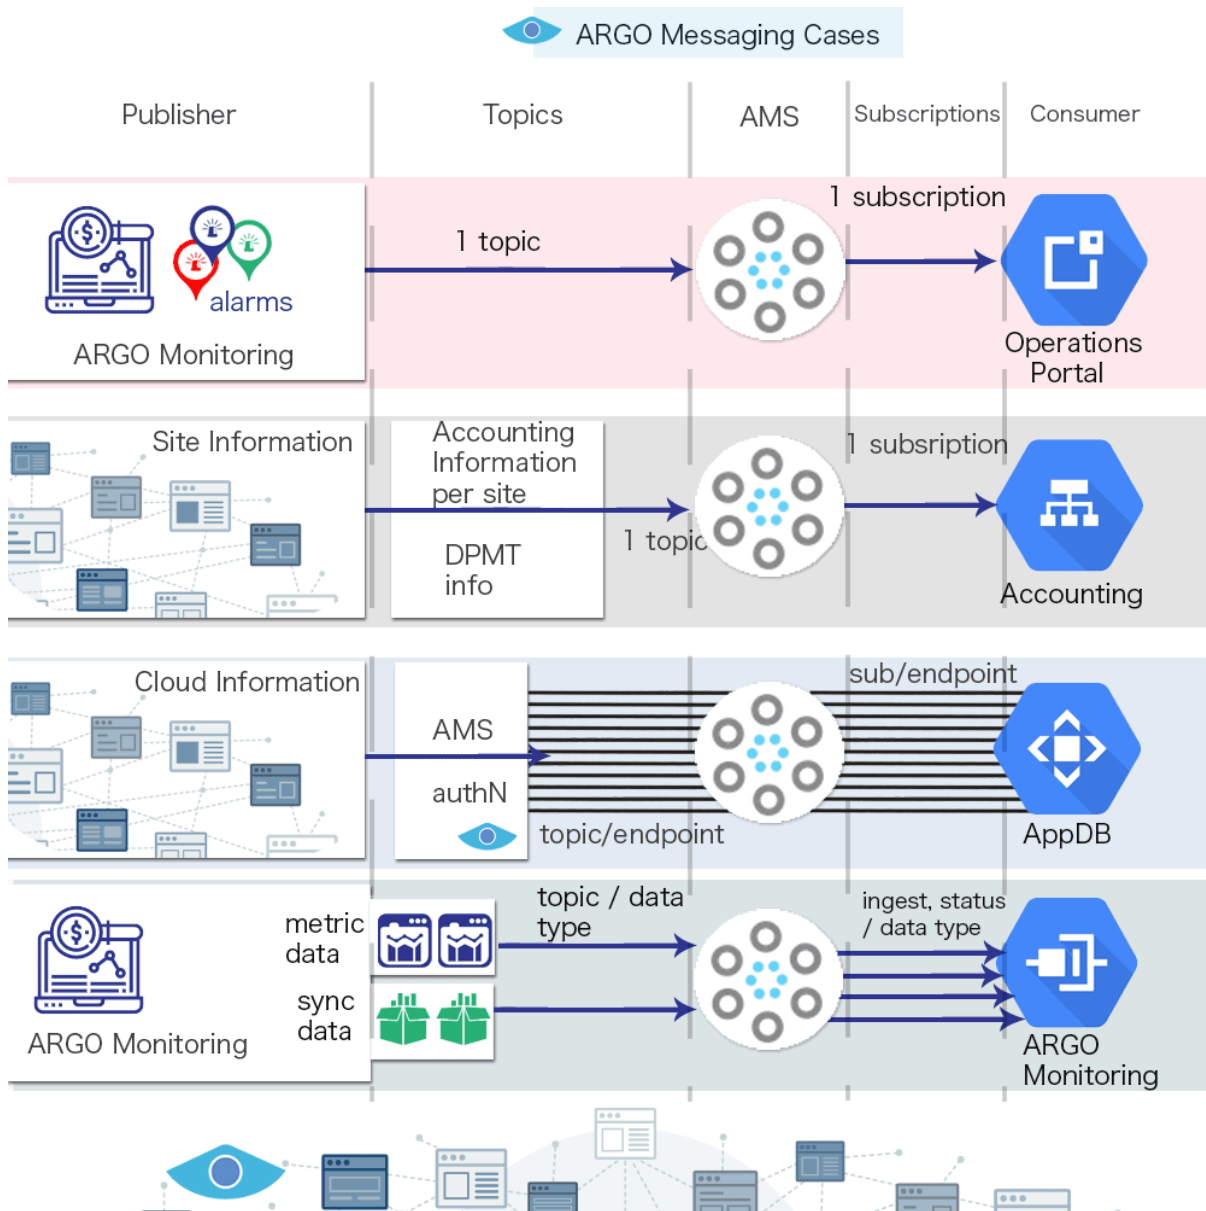 ARGO Messaging Cases
Publisher
Topics
AMS
Subscriptions
Consumer
alarms
ARGO Monitoring
1 topic
1 subscription
Operations
Portal
Site Information
Accounting
Information
per site
DPMT
info
1 topic
1 subsription
Accounting
Cloud Information
AMS
authN
topic/endpoint
sub/endpoint
AppDB
ARGO Monitoring
metric
data
sync
data
topic / data
type
ingest, status
/ data type
ARGO
Monitoring